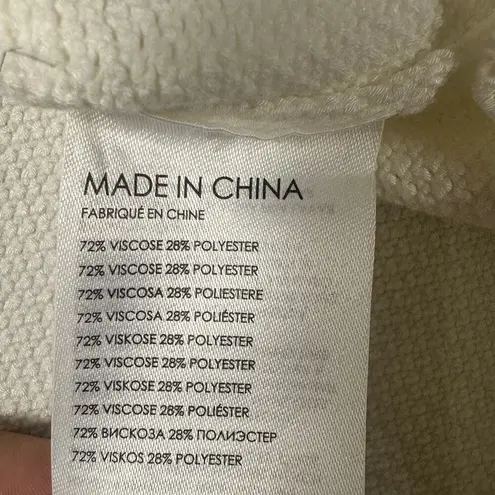 MADE IN CHINA
FABRIQUÉ EN CHINE
72% VISCOSE 28% POLYESTER
72% VISCOSE 28% POLYESTER
72% VISCOSA 28% POLIESTERE
72% VISCOSA 28% POLIÉSTER
72% VISKOSE 28% POLYESTER
72% VISCOSE 28% POLYESTER
72% VISKOSE 28% POLYESTER
72% VISCOSE 28% POLIÉSTER
72% ВИСКОЗА 28% ПОЛИЭСТЕР
72% VISKOS 28% POLYESTER